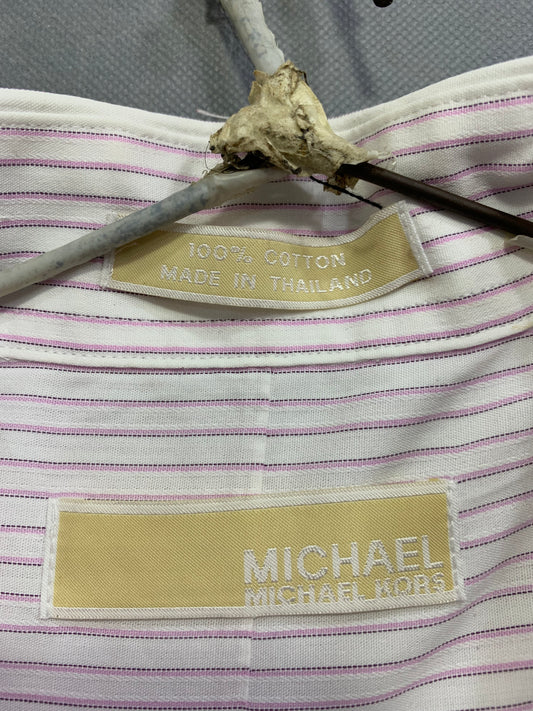 100% COTTON
MADE IN THAILAND
MICHAEL
MICHAEL KORS